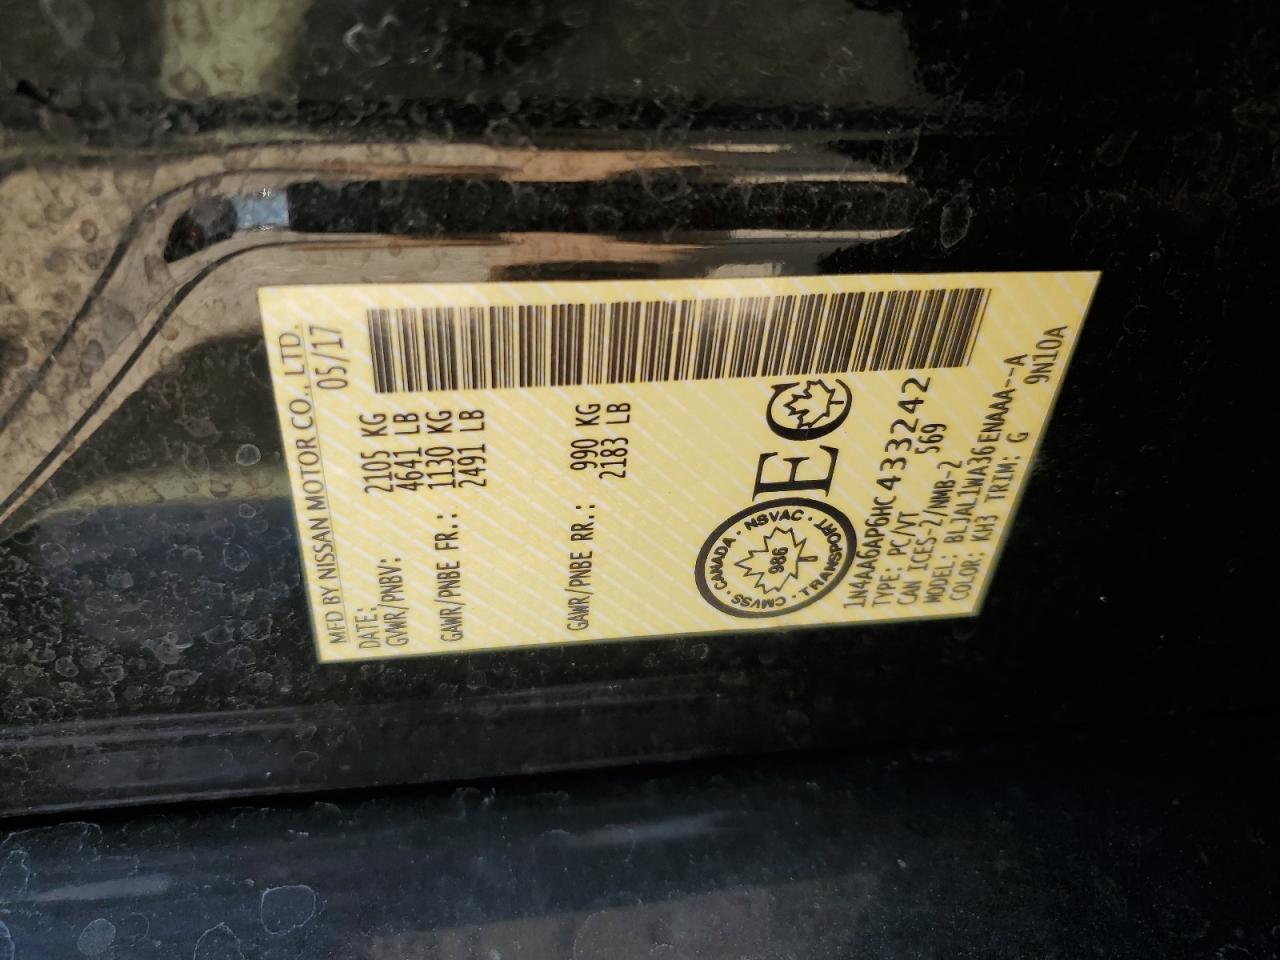 MFD BY NISSAN MOTOR CO., LTD.
DATE: 05/17
GVWR/PNBV: 2105 KG
4641 LB
GAWR/PNBE FR.: 1130 KG
2491 LB
GAWR/PNBE RR.: 990 KG
2183 LB
CANADA · NSVAC · TRANSPORT · CMVSS ·
986
EC
1N4AA6AP6HC433242
TYPE: PC/VT 569
CAN ICES-2/NMB-2
MODEL: BLJAL1WA36ENAAA--A
COLOR: KH3 TRIM: G 9N10A